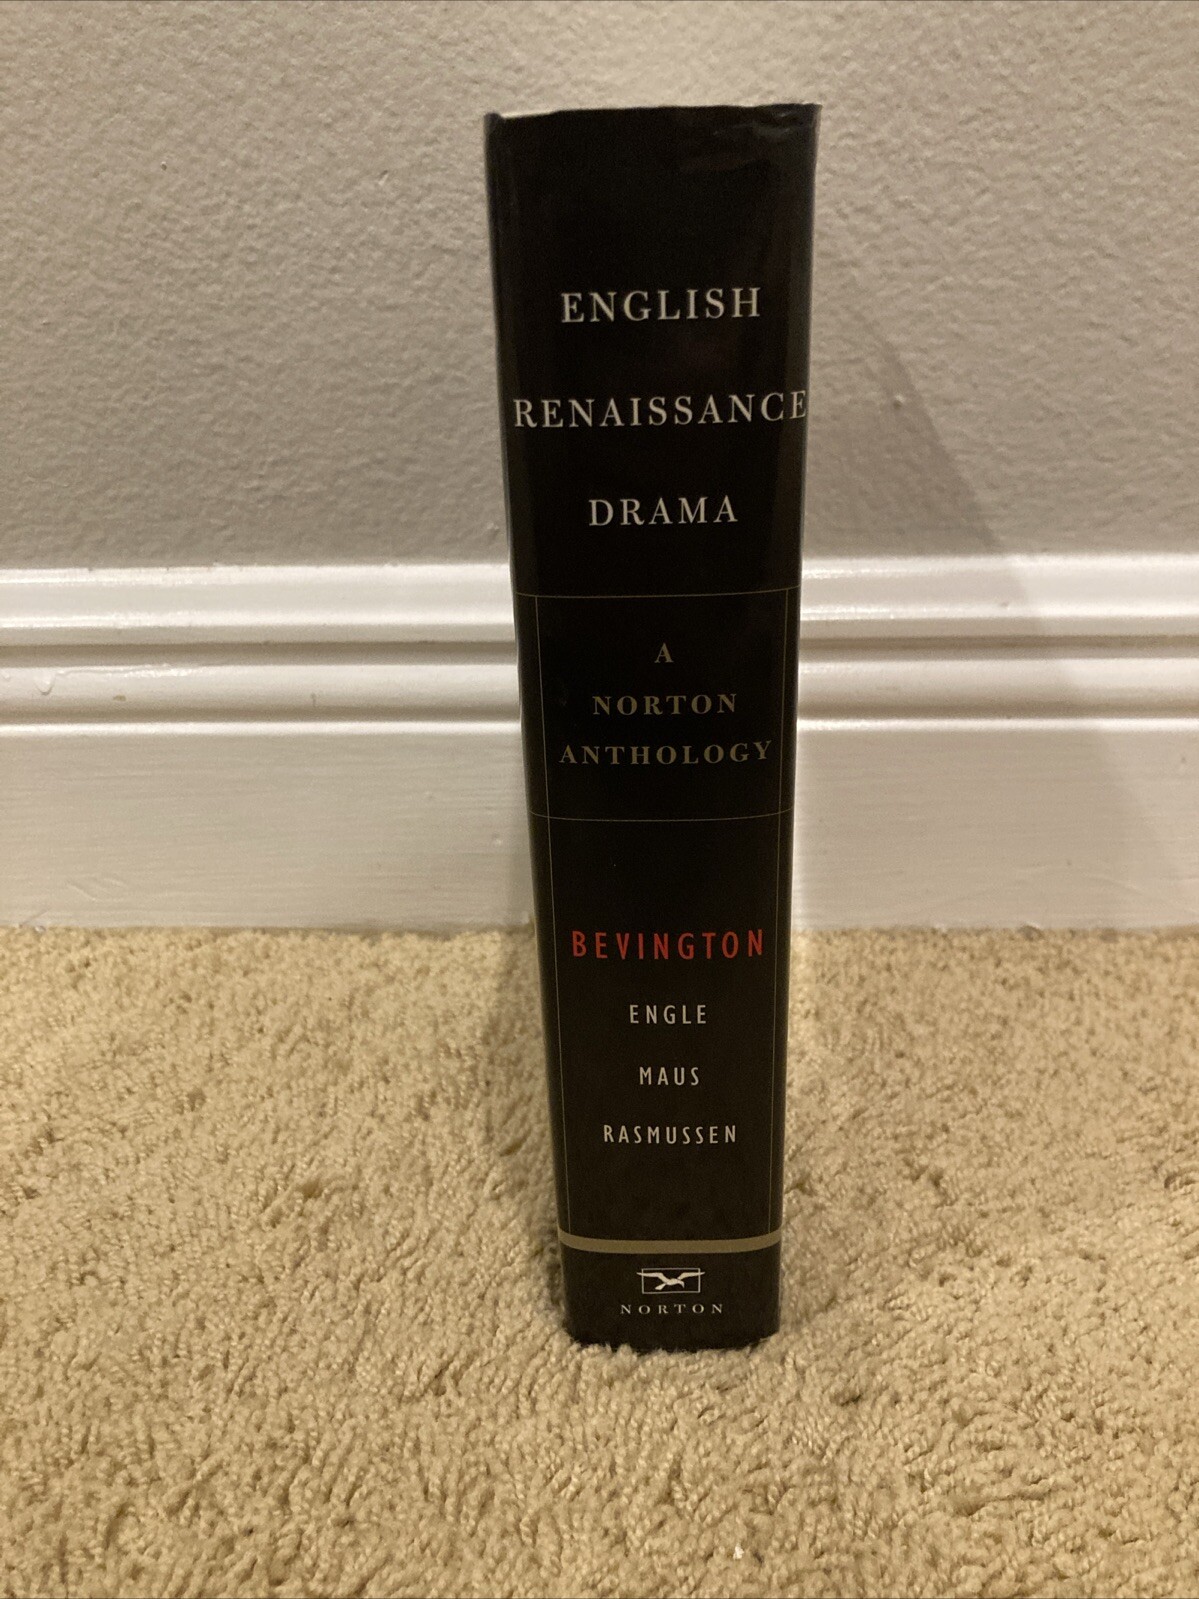 ENGLISH
RENAISSANCE
DRAMA
A
NORTON
ANTHOLOGY
BEVINGTON
ENGLE
MAUS
RASMUSSEN
NORTON